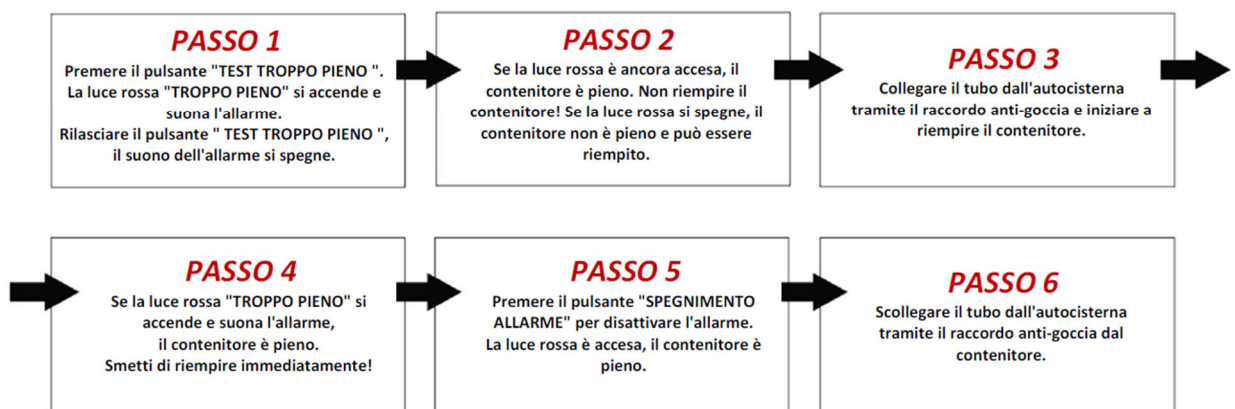 PASSO 1
Premere il pulsante "TEST TROPPO PIENO ".
La luce rossa "TROPPO PIENO" si accende e
suona l'allarme.
Rilasciare il pulsante " TEST TROPPO PIENO ",
il suono dell'allarme si spegne.
PASSO 2
Se la luce rossa è ancora accesa, il
contenitore è pieno. Non riempire il
contenitore! Se la luce rossa si spegne, il
contenitore non è pieno e può essere
riempito.
PASSO 3
Collegare il tubo dall'autocisterna
tramite il raccordo anti-goccia e iniziare a
riempire il contenitore.
PASSO 4
Se la luce rossa "TROPPO PIENO" si
accende e suona l'allarme,
il contenitore è pieno.
Smetti di riempire immediatamente!
PASSO 5
Premere il pulsante "SPEGNIMENTO
ALLARME" per disattivare l'allarme.
La luce rossa è accesa, il contenitore è
pieno.
PASSO 6
Scollegare il tubo dall'autocisterna
tramite il raccordo anti-goccia dal
contenitore.